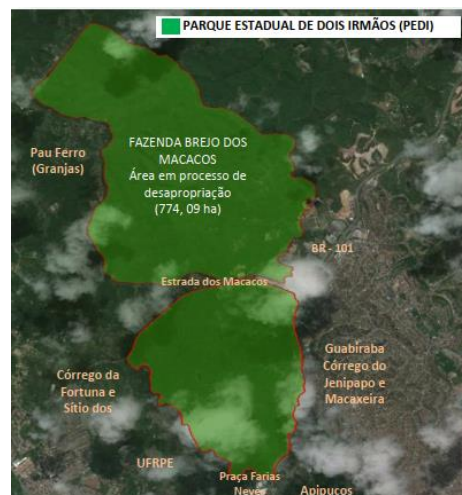 PARQUE ESTADUAL DE DOIS IRMÃOS (PEDI)
FAZENDA BREJO DOS
MACACOS
Área em processo de
desapropriação
(774, 09 ha)
Pau Ferro
(Granjas)
BR - 101
Estrada dos Macacos
Guabiraba
Córrego do
Jenipapo e
Macaxeira
Córrego da
Fortuna e
Sítio dos
UFRPE
Praça Farias
Neves
Apipucos